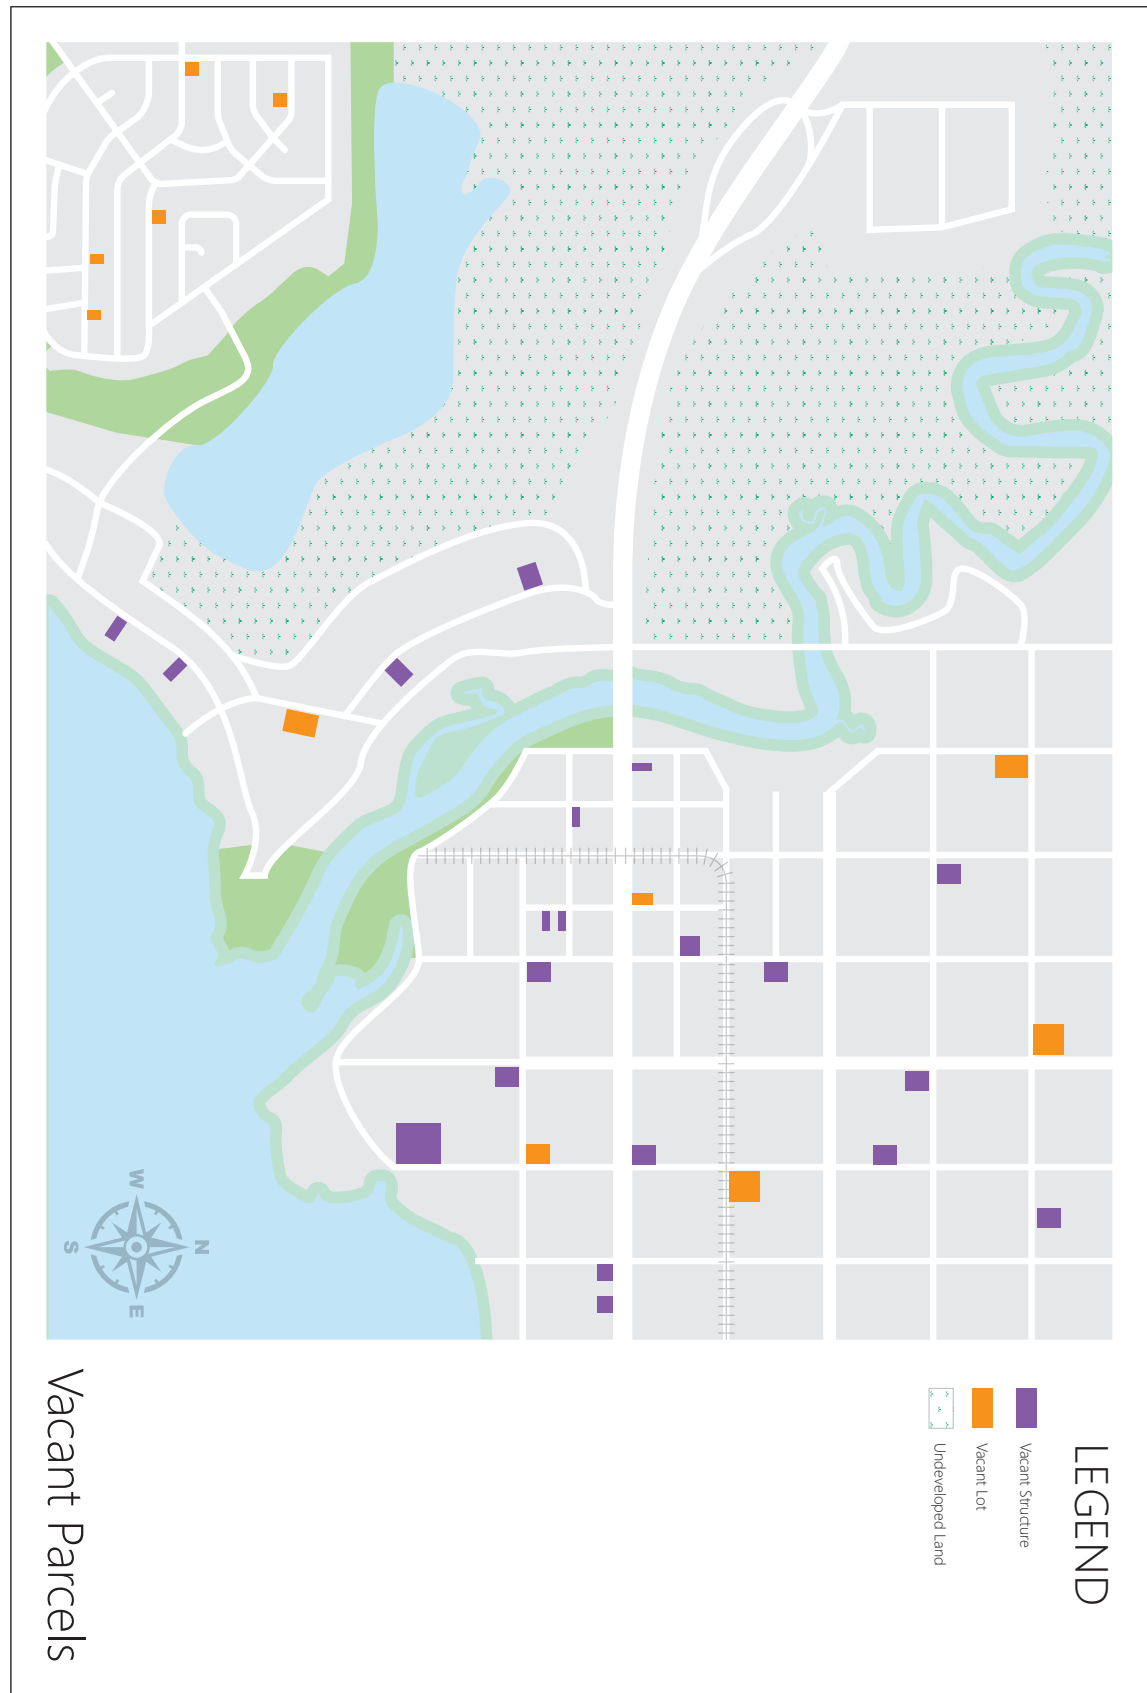 LEGEND
Vacant Structure
Vacant Lot
Undeveloped Land
N
W
E
S
Vacant Parcels